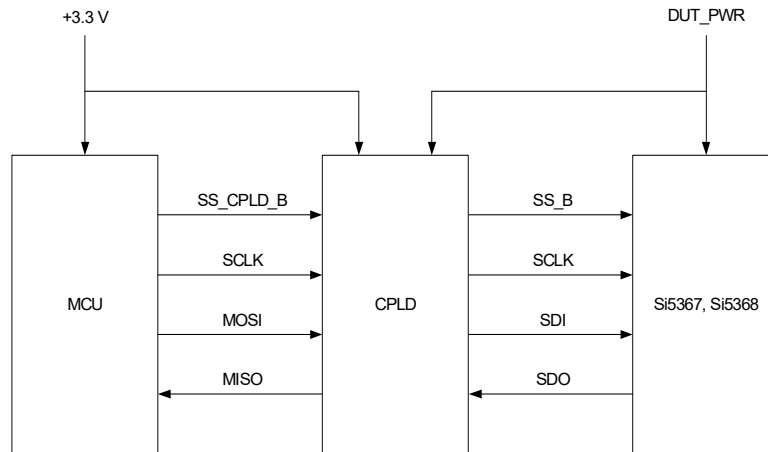 +3.3 V
DUT_PWR
SS_CPLD_B
SS_B
SCLK
SCLK
MCU
CPLD
Si5367, Si5368
MOSI
SDI
MISO
SDO